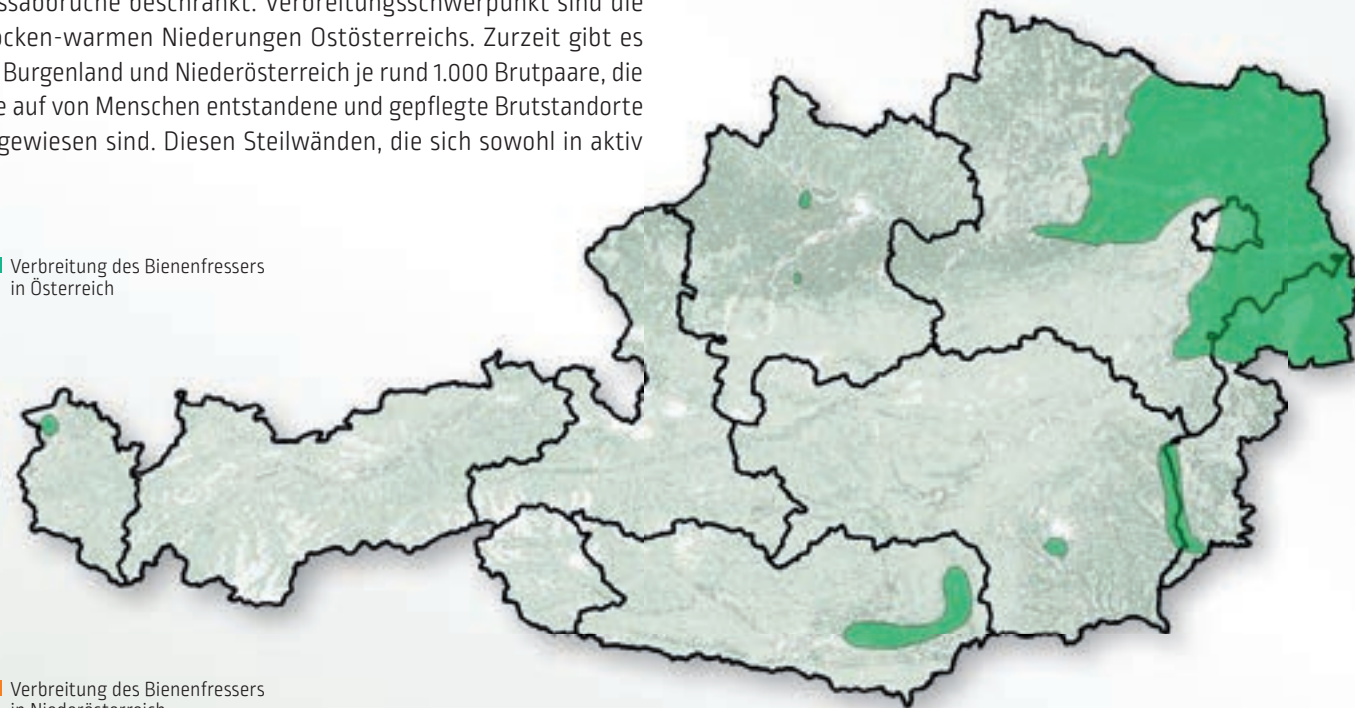 ssabbrüche beschränkt. Verbreitungsschwerpunkt sind die
ocken-warmen Niederungen Ostösterreichs. Zurzeit gibt es
Burgenland und Niederösterreich je rund 1.000 Brutpaare, die
e auf von Menschen entstandene und gepflegte Brutstandorte
gewiesen sind. Diesen Steilwänden, die sich sowohl in aktiv
Verbreitung des Bienenfressers
in Österreich
Verbreitung des Bienenfressers
in Niederösterreich